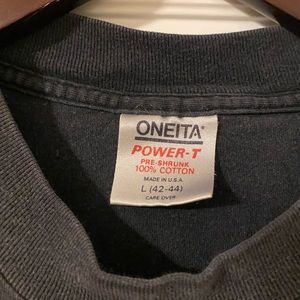 ONEITA®
POWER-T
PRE-SHRUNK
100% COTTON
MADE IN U.S.A.
L (42-44)
CARE OVER